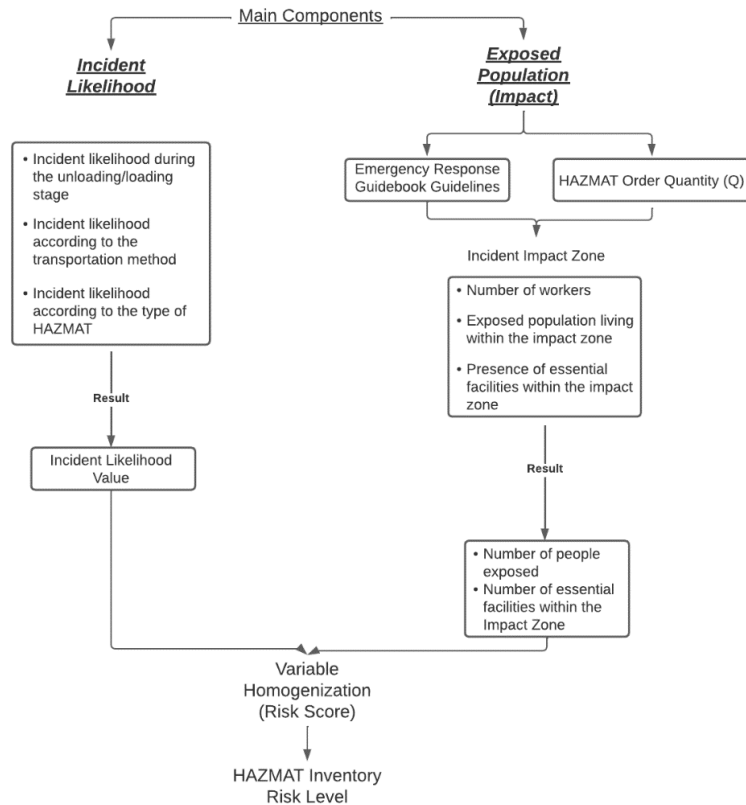 Main Components
Incident
Likelihood
Exposed
Population
(Impact)
• Incident likelihood during
the unloading/loading
stage
• Incident likelihood
according to the
transportation method
• Incident likelihood
according to the type of
HAZMAT
Emergency Response
Guidebook Guidelines
HAZMAT Order Quantity (Q)
Incident Impact Zone
• Number of workers
• Exposed population living
within the impact zone
• Presence of essential
facilities within the impact
zone
Result
Incident Likelihood
Value
Result
• Number of people
exposed
• Number of essential
facilities within the
Impact Zone
Variable
Homogenization
(Risk Score)
HAZMAT Inventory
Risk Level